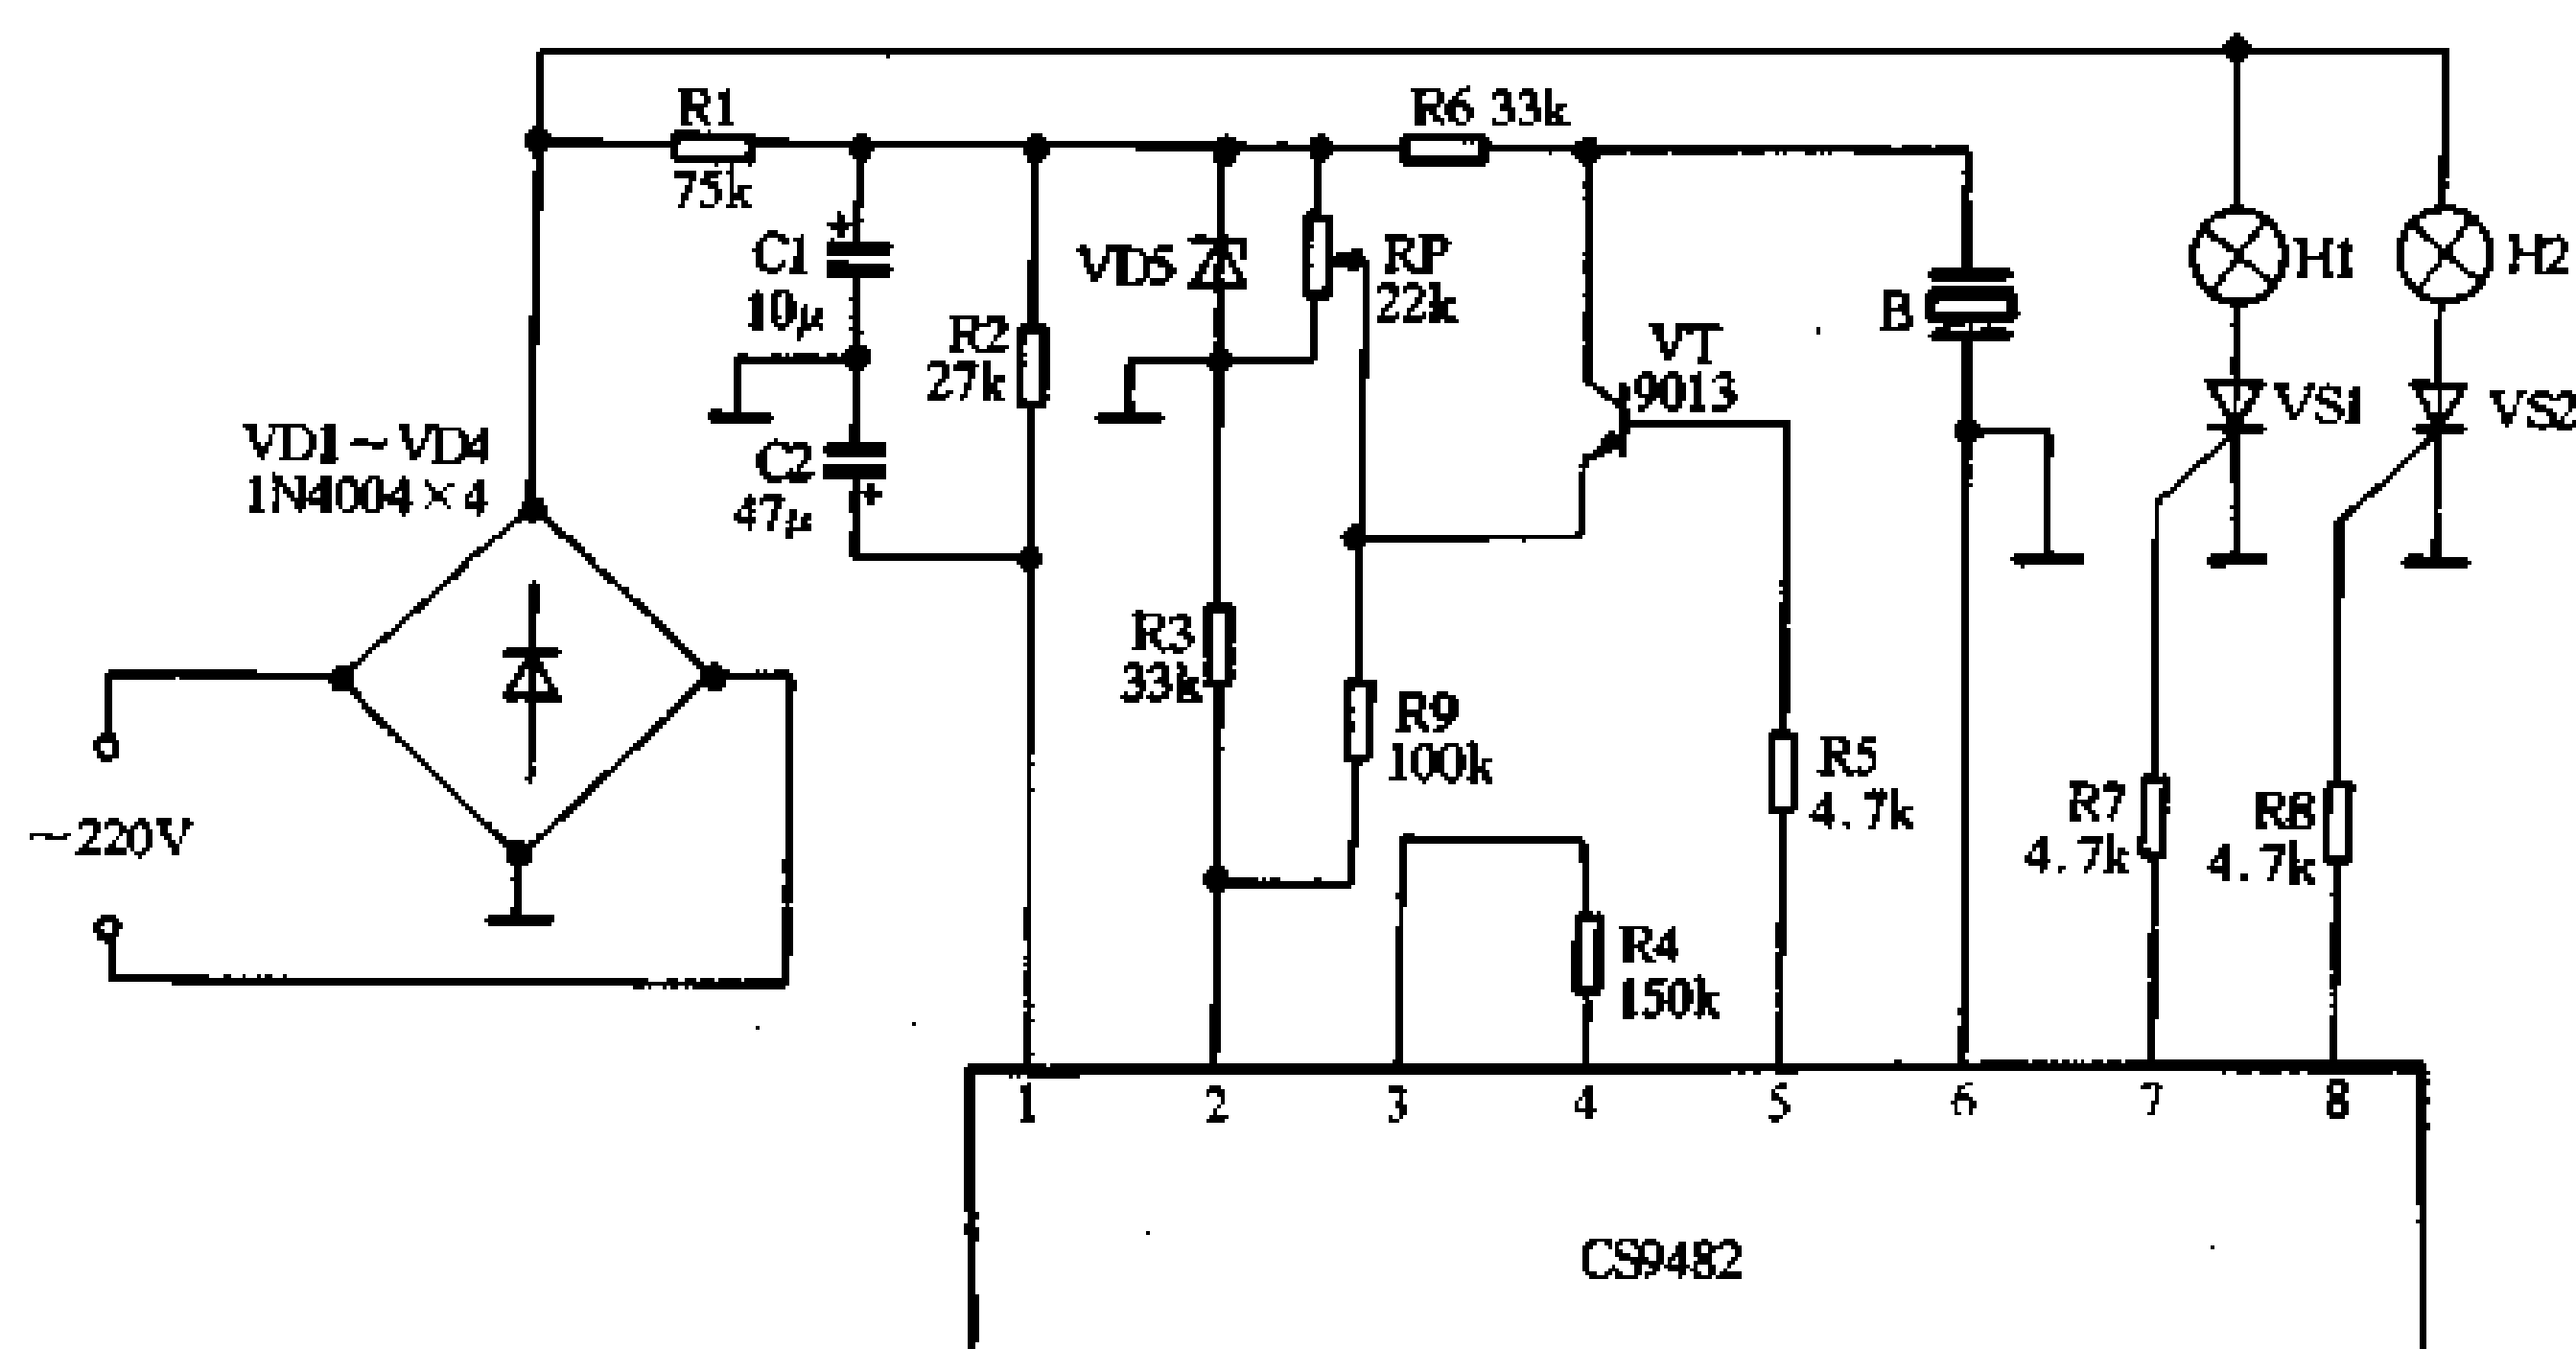 R1
75k
R6 33k
C1
10μ
R2
27k
VD5
RP
22k
B
H1
H2
VT
9013
VS1
VS2
VD1～VD4
1N4004×4
C2
47μ
R3
33k
R9
100k
R5
4.7k
R7
4.7k
R8
4.7k
～220V
R4
150k
1 2 3 4 5 6 7 8
CS9482
+
+